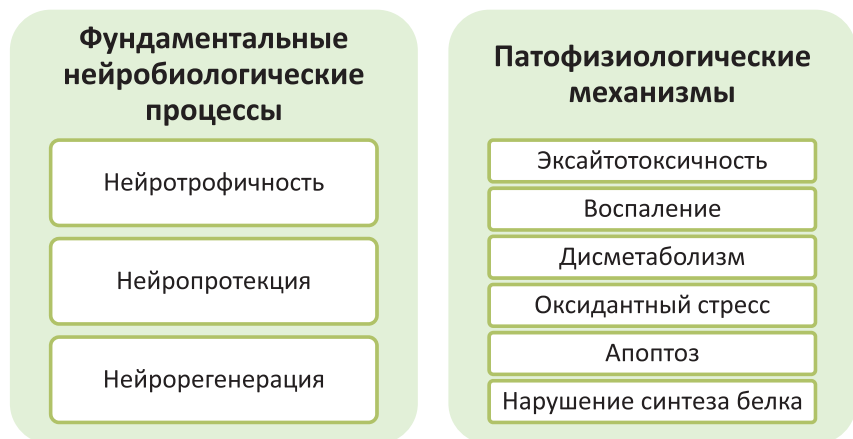 Фундаментальные
нейробиологические
процессы
Нейротрофичность
Нейропротекция
Нейрорегенерация
Патофизиологические
механизмы
Эксайтотоксичность
Воспаление
Дисметаболизм
Оксидантный стресс
Апоптоз
Нарушение синтеза белка